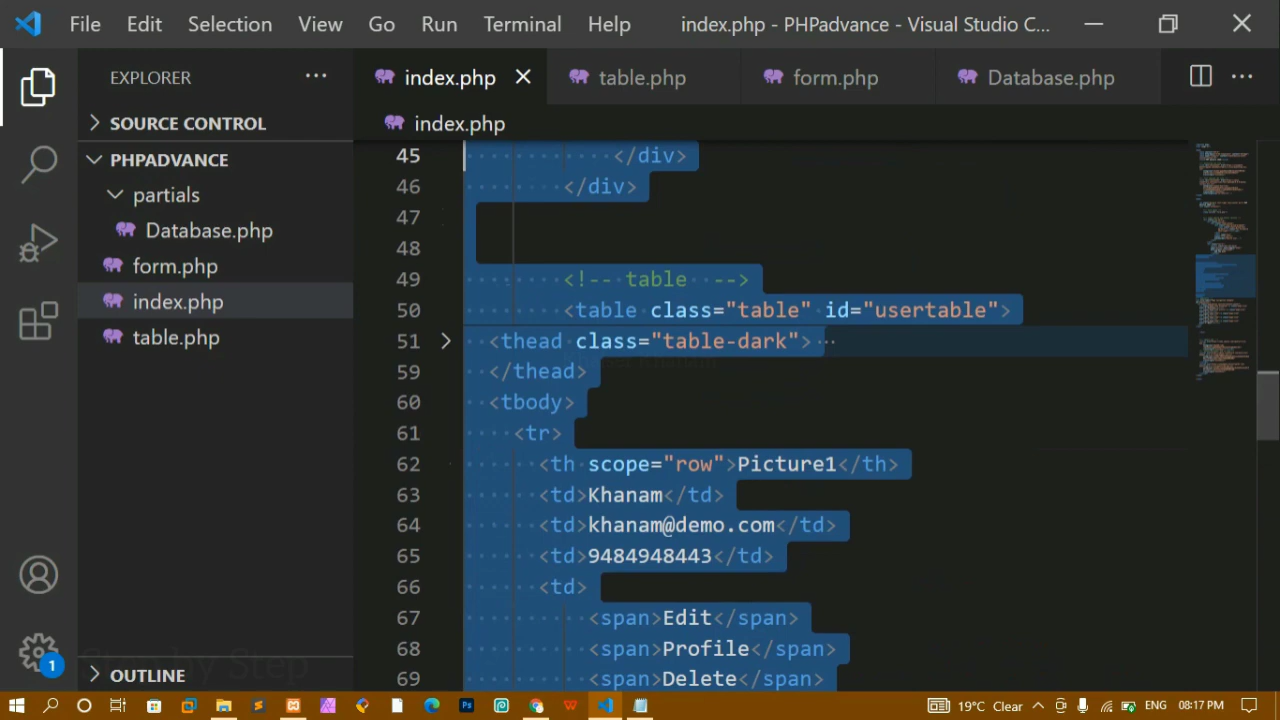 File Edit Selection View Go Run Terminal Help index.php - PHPadvance - Visual Studio C...
EXPLORER ···
index.php table.php form.php Database.php ···
SOURCE CONTROL
index.php
PHPADVANCE
partials
Database.php
form.php
index.php
table.php
45 </div>
46 </div>
47
48
49 <!-- table -->
50 <table class="table" id="usertable">
51 <thead class="table-dark"> ···
59 </thead>
60 <tbody>
61 <tr>
62 <th scope="row">Picture1</th>
63 <td>Khanam</td>
64 <td>khanam@demo.com</td>
65 <td>9484948443</td>
66 <td>
67 <span>Edit</span>
68 <span>Profile</span>
69 <span>Delete</span>
1
Step by Step
OUTLINE
19°C Clear ENG 08:17 PM